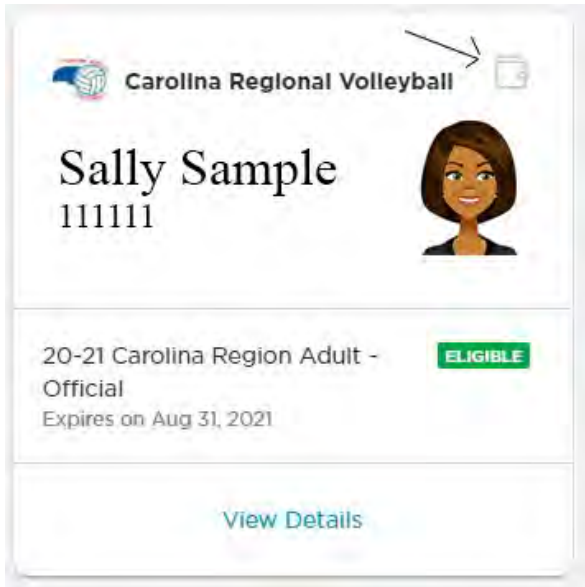 Carolina Regional Volleyball
Sally Sample
111111
20-21 Carolina Region Adult -
Official
ELIGIBLE
Expires on Aug 31, 2021
View Details